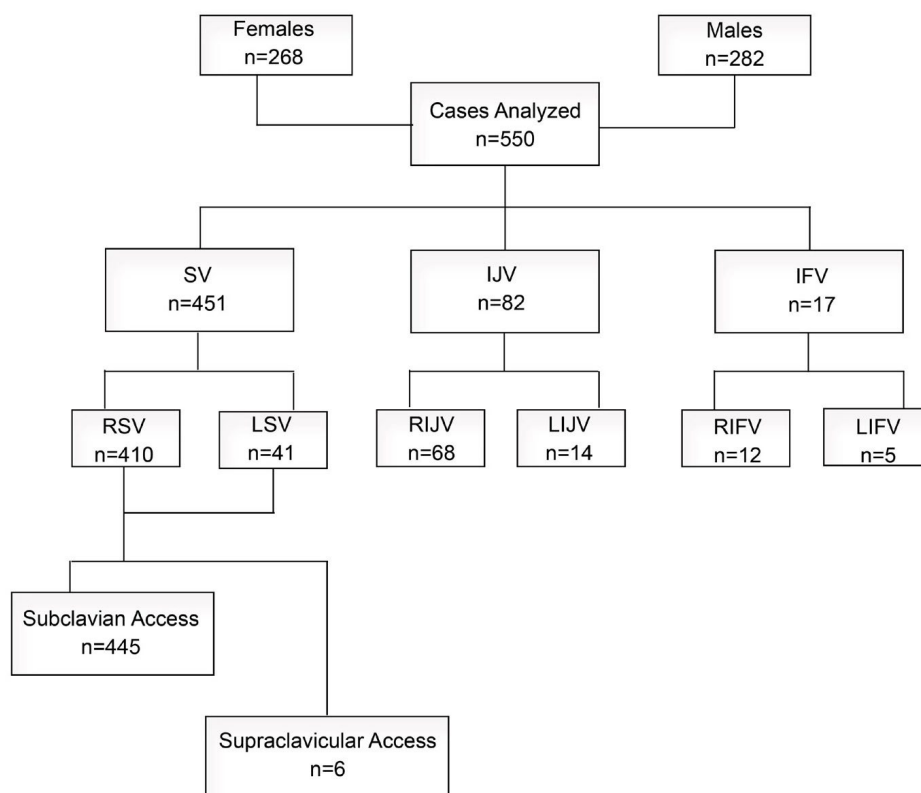 Females
n=268
Males
n=282
Cases Analyzed
n=550
SV
n=451
IJV
n=82
IFV
n=17
RSV
n=410
LSV
n=41
RIJV
n=68
LIJV
n=14
RIFV
n=12
LIFV
n=5
Subclavian Access
n=445
Supraclavicular Access
n=6